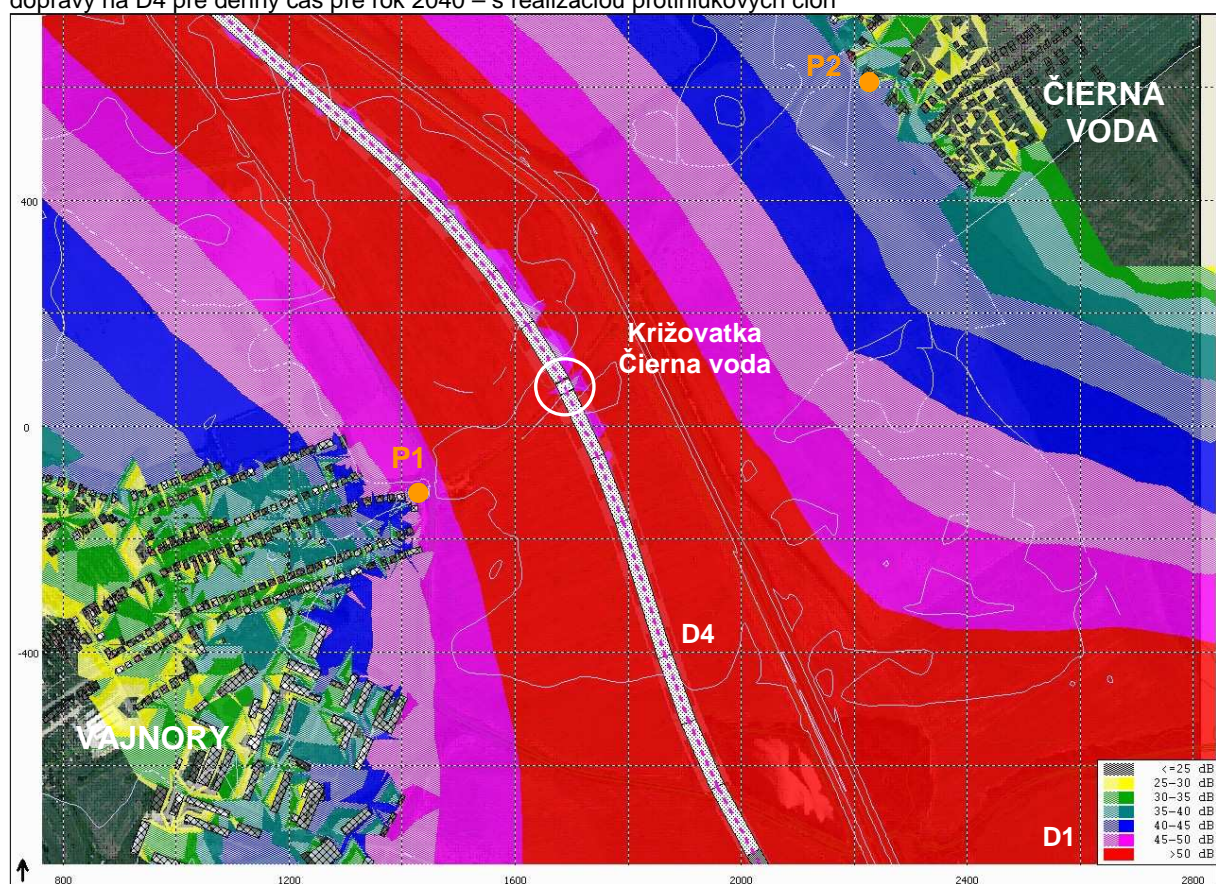 dopravy na D4 pre denný čas pre rok 2040 – s realizáciou protihlukových clôn
P2
ČIERNA
VODA
400
Križovatka
Čierna voda
0
P1
-400
D4
VAJNORY
D1
<=25 dB
25-30 dB
30-35 dB
35-40 dB
40-45 dB
45-50 dB
>50 dB
800
1200
1600
2000
2400
2800